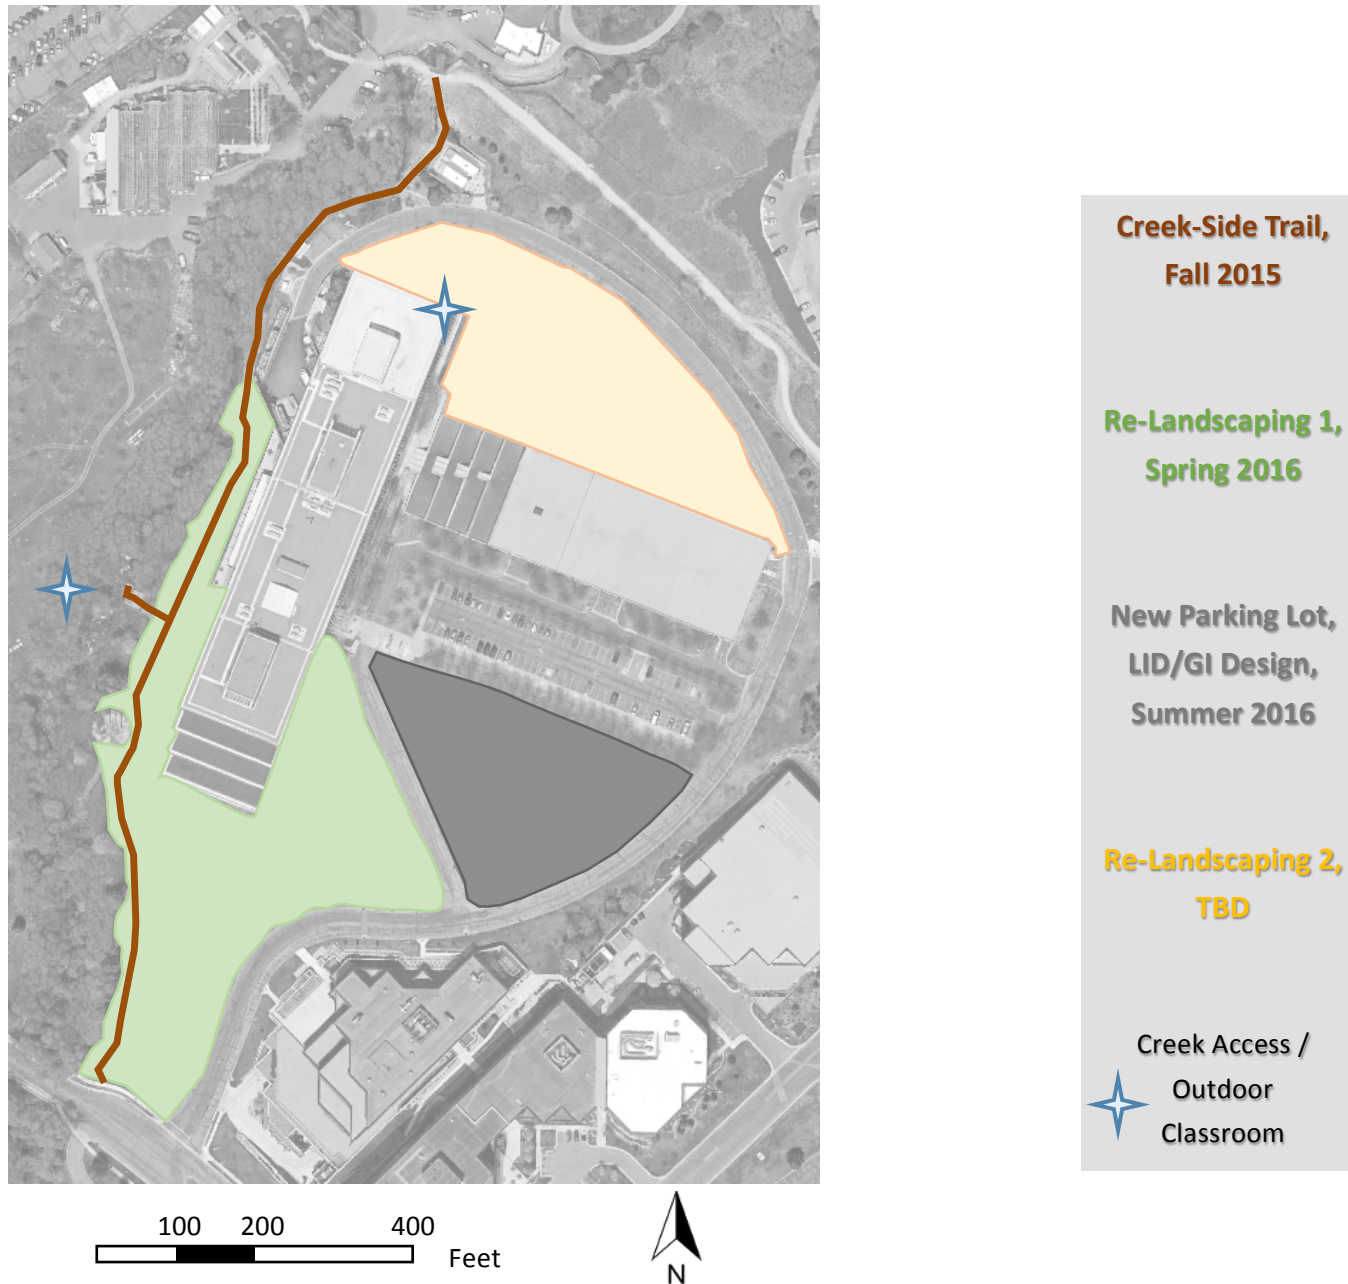 Creek-Side Trail,
Fall 2015
Re-Landscaping 1,
Spring 2016
New Parking Lot,
LID/GI Design,
Summer 2016
Re-Landscaping 2,
TBD
Creek Access /
Outdoor
Classroom
100 200 400
Feet
N